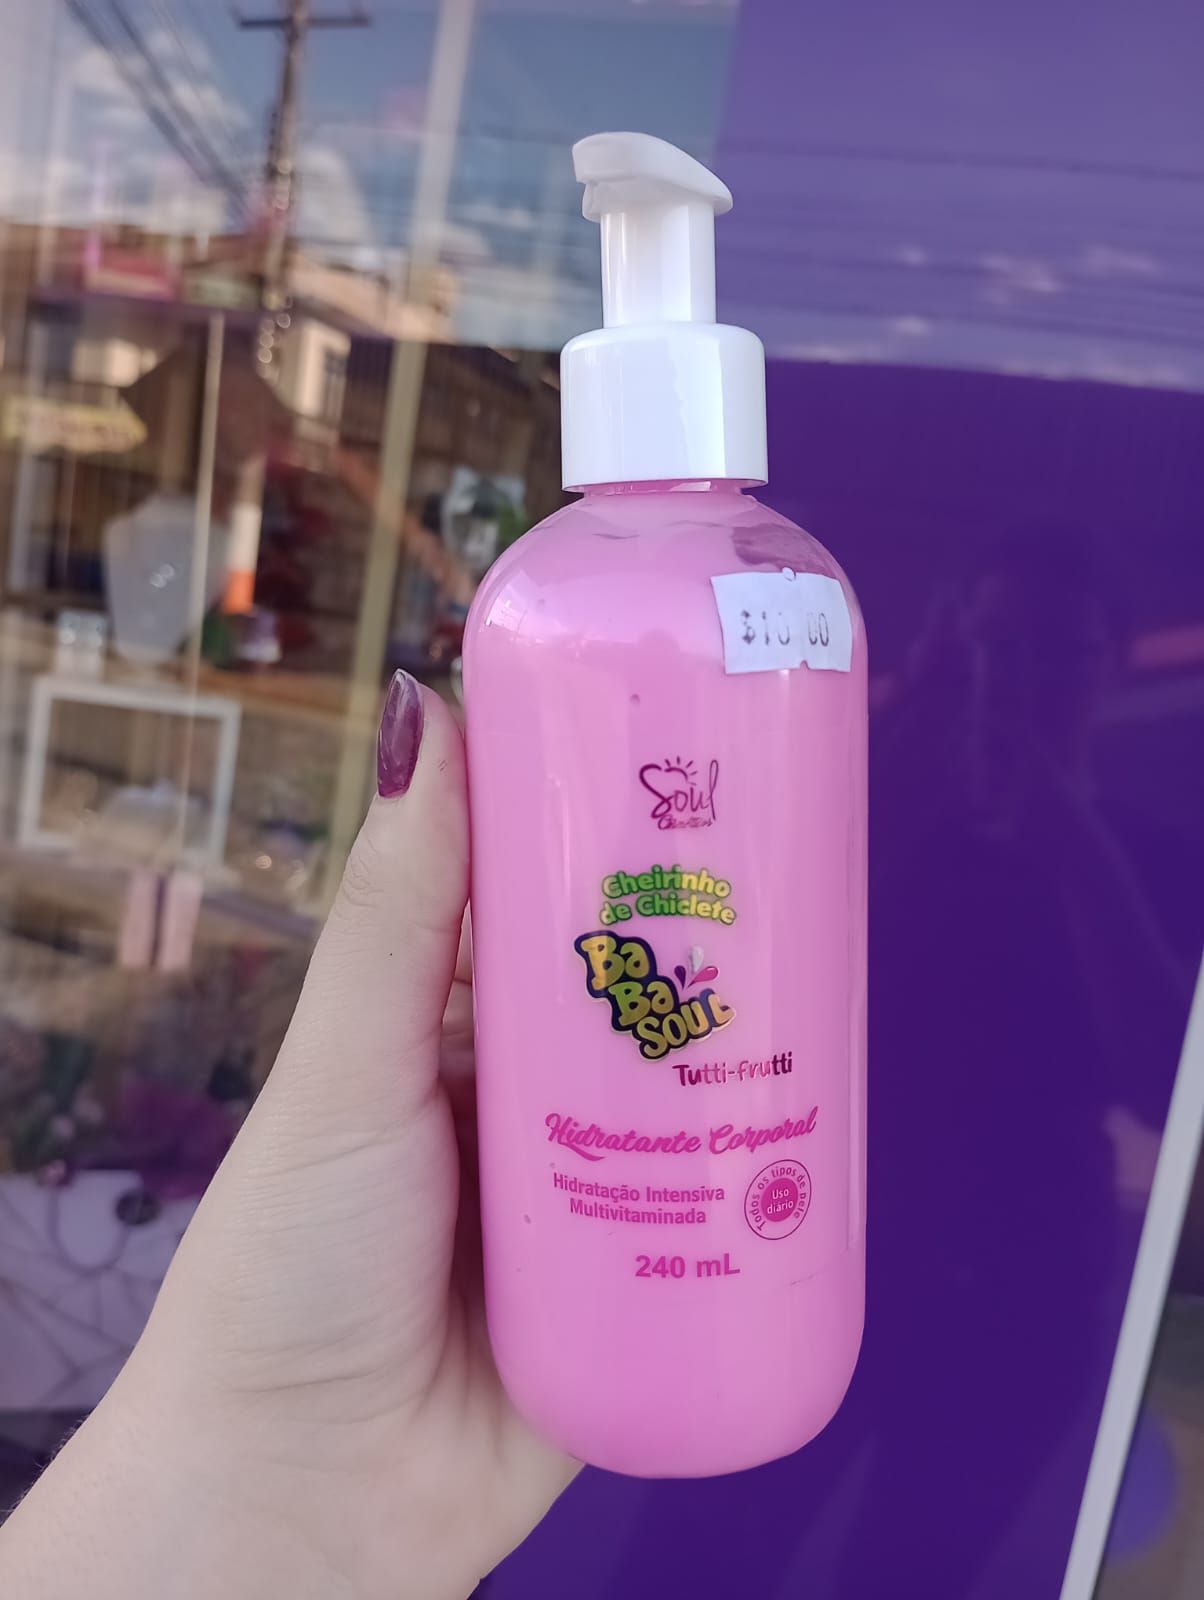 $10 00
Soul
Cheirinho
de Chiclete
Ba
Ba
Soul
Tutti-frutti
Hidratante Corporal
Hidratação Intensiva
Multivitaminada
Todos os tipos de pele
Uso
diário
240 mL